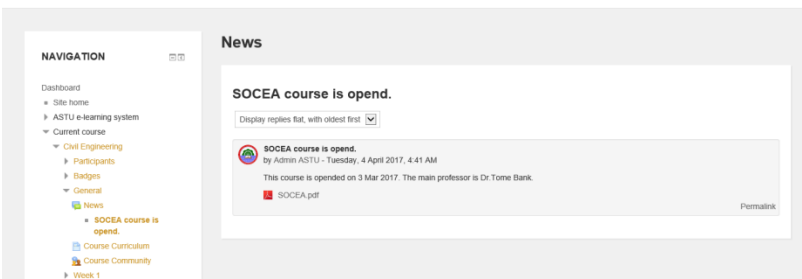 NAVIGATION
Dashboard
Site home
ASTU e-learning system
Current course
Civil Engineering
Participants
Badges
General
News
SOCEA course is
opend.
Course Curriculum
Course Community
Week 1
News
SOCEA course is opend.
Display replies flat, with oldest first
SOCEA course is opend.
by Admin ASTU - Tuesday, 4 April 2017, 4:41 AM
This course is opended on 3 Mar 2017. The main professor is Dr.Tome Bank.
SOCEA.pdf
Permalink